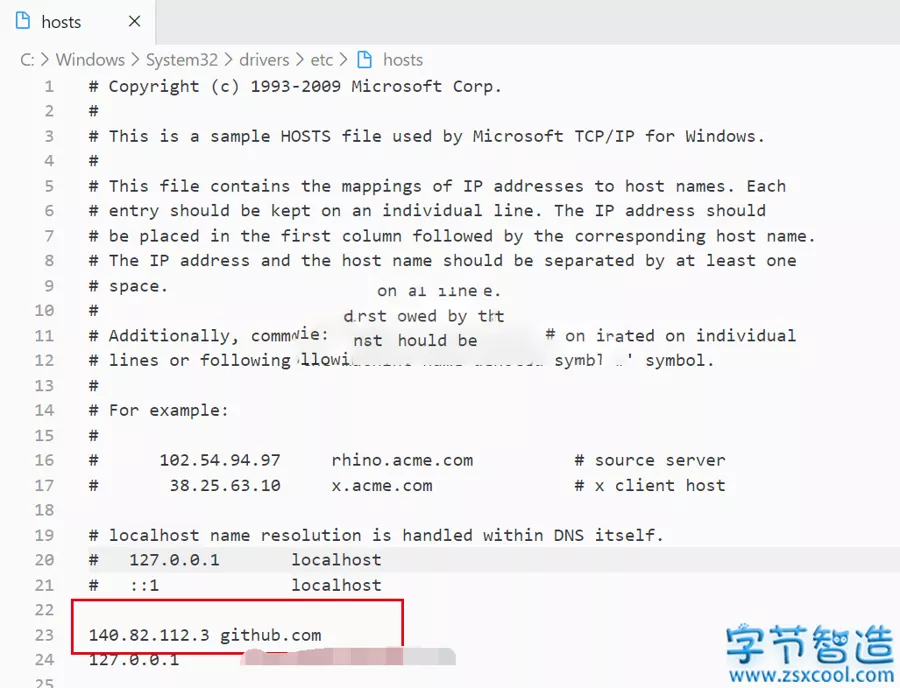 hosts
C: > Windows > System32 > drivers > etc > hosts
1 # Copyright (c) 1993-2009 Microsoft Corp.
2 #
3 # This is a sample HOSTS file used by Microsoft TCP/IP for Windows.
4 #
5 # This file contains the mappings of IP addresses to host names. Each
6 # entry should be kept on an individual line. The IP address should
7 # be placed in the first column followed by the corresponding host name.
8 # The IP address and the host name should be separated by at least one
9 # space.
10 #
11 # Additionally, # on individual
12 # lines or following symbol.
13 #
14 # For example:
15 #
16 # 102.54.94.97 rhino.acme.com # source server
17 # 38.25.63.10 x.acme.com # x client host
18
19 # localhost name resolution is handled within DNS itself.
20 # 127.0.0.1 localhost
21 # ::1 localhost
22
23 140.82.112.3 github.com
24 127.0.0.1
25
字节智造
www.zsxcool.com